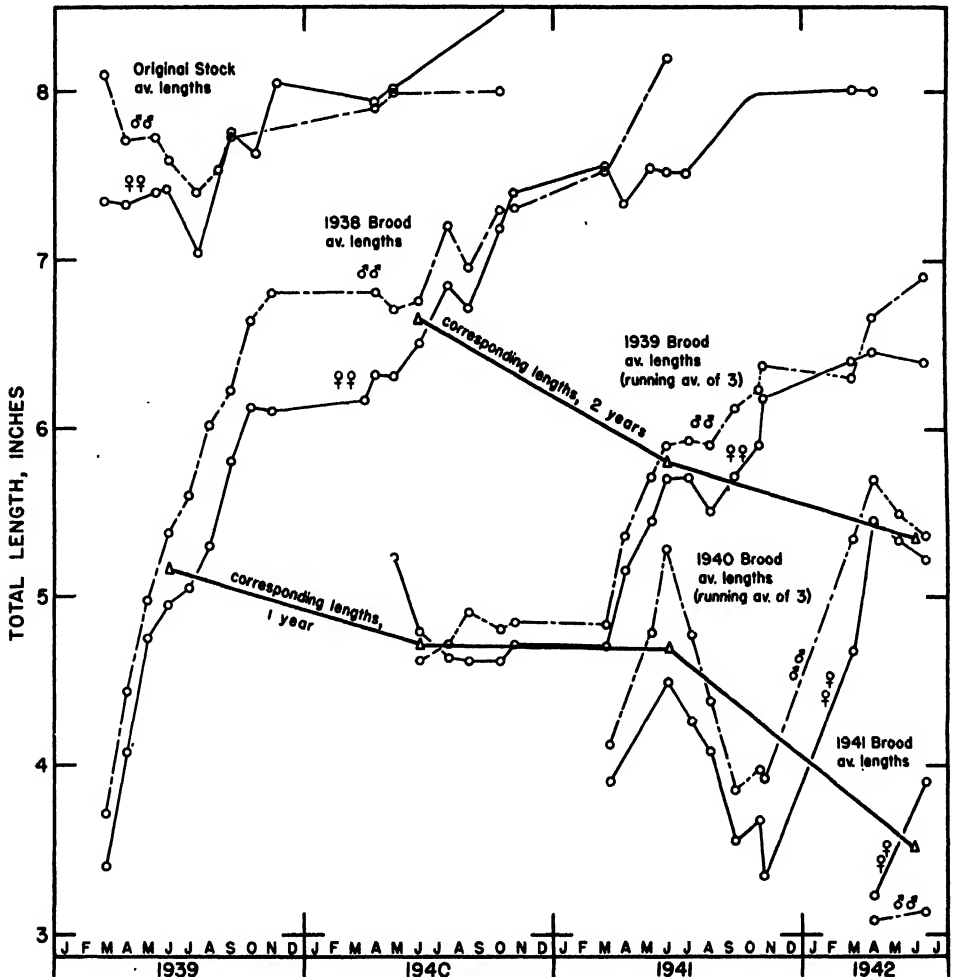 Original Stock
av. lengths
♂♂
♀♀
1938 Brood
av. lengths
♂♂
♀♀
corresponding lengths, 2 years
1939 Brood
av. lengths
(running av. of 3)
♂♂
♀♀
corresponding lengths,
1 year
1940 Brood
av. lengths
(running av. of 3)
♂♂
♀♀
1941 Brood
av. lengths
♀♀
♂♂
TOTAL LENGTH, INCHES
8
7
6
5
4
3
J F M A M J J A S O N D J F M A M J J A S O N D J F M A M J J A S O N D J F M A M J J
1939 1940 1941 1942